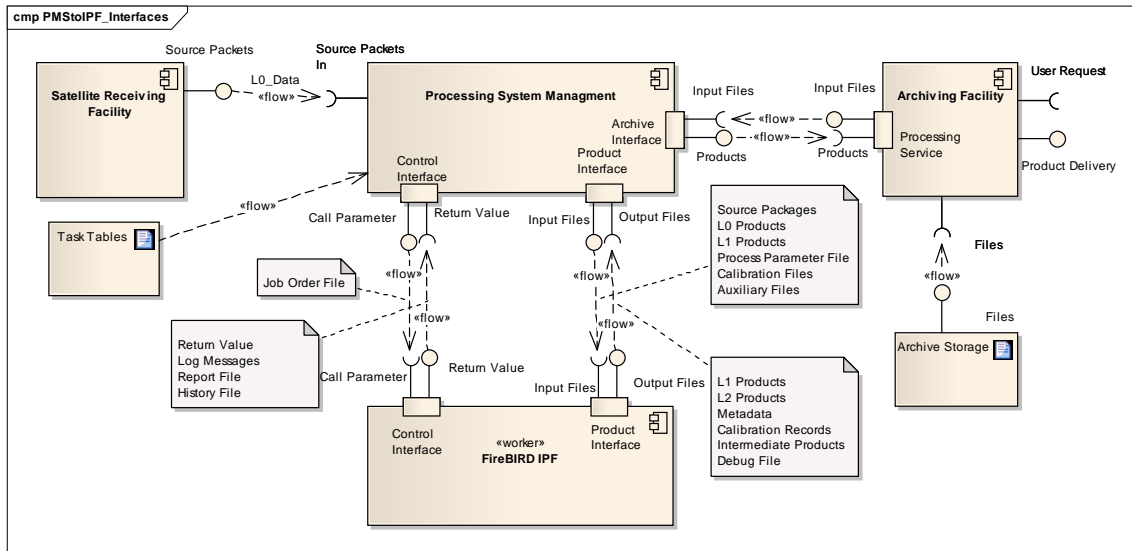 cmp PMStoIPF_Interfaces
Source Packets
Source Packets
In
L0_Data
«flow»
Satellite Receiving
Facility
Processing System Managment
Archive
Interface
Control
Interface
Product
Interface
Input Files
«flow»
«flow»
Products
Input Files
Products
Archiving Facility
Processing
Service
User Request
Product Delivery
«flow»
Task Tables
Call Parameter
Return Value
Input Files
Output Files
«flow»
«flow»
«flow»
«flow»
Job Order File
Return Value
Log Messages
Report File
History File
Source Packages
L0 Products
L1 Products
Process Parameter File
Calibration Files
Auxiliary Files
Files
«flow»
Files
Archive Storage
Call Parameter
Return Value
Input Files
Output Files
L1 Products
L2 Products
Metadata
Calibration Records
Intermediate Products
Debug File
Control
Interface
Product
Interface
«worker»
FireBIRD IPF